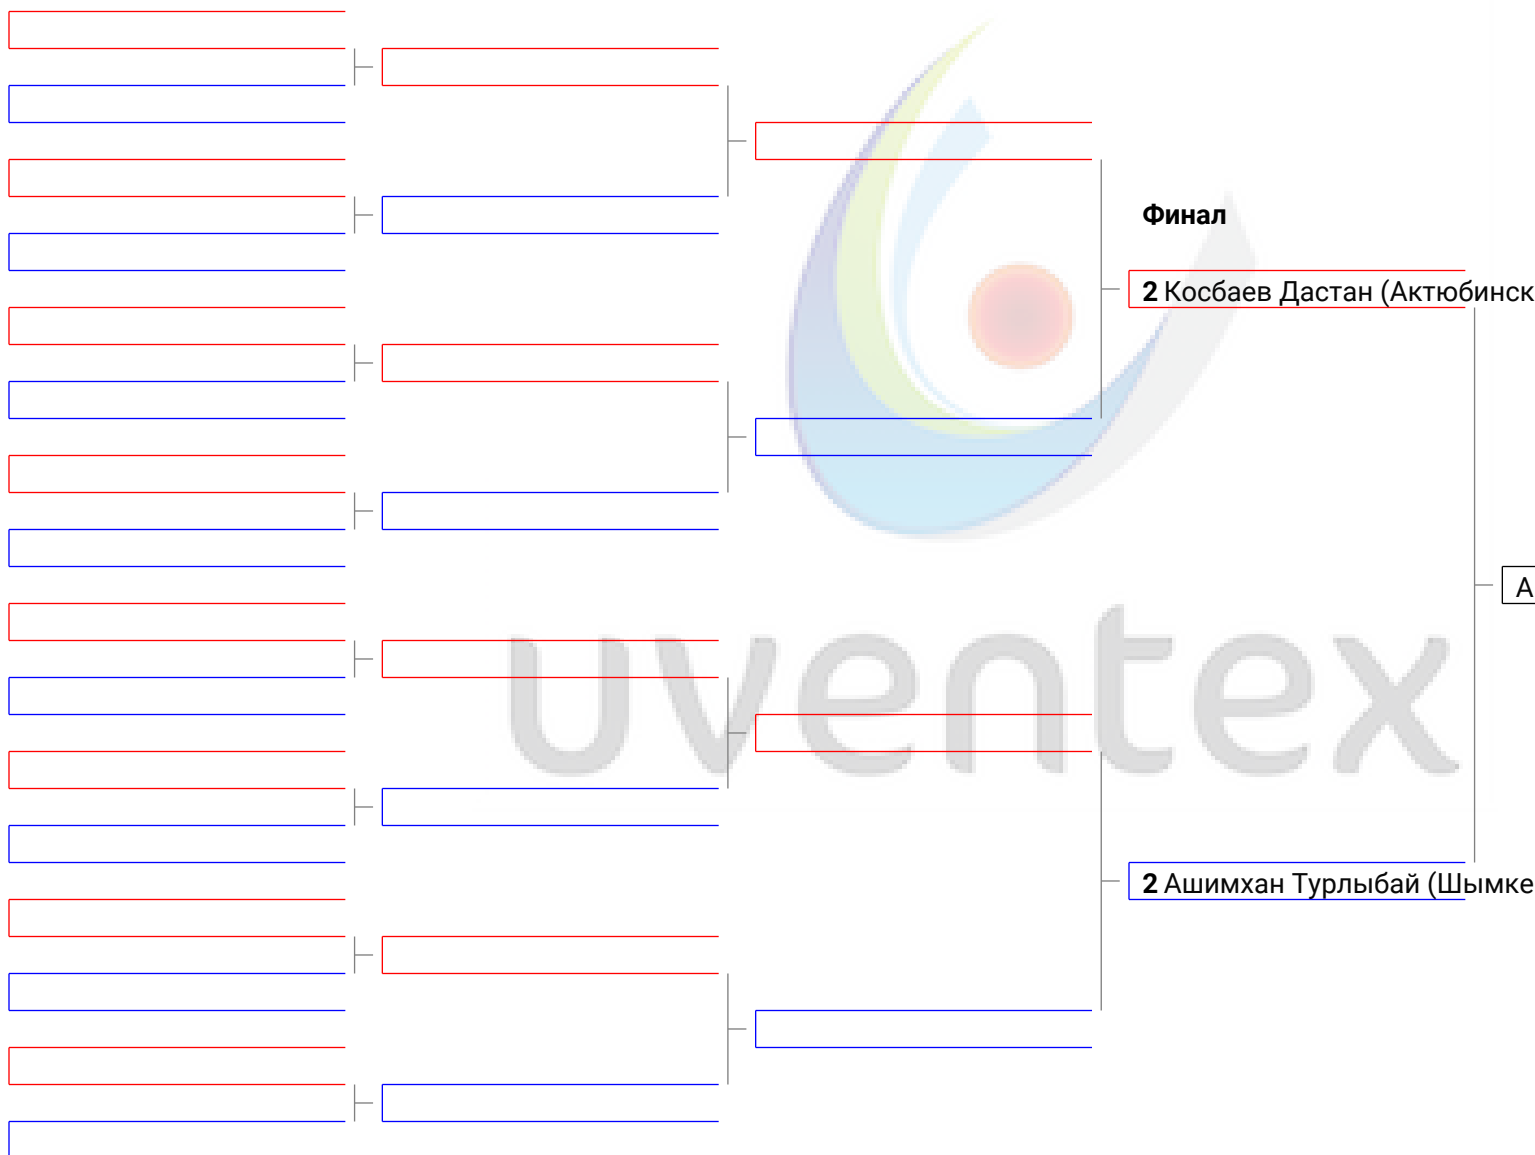 Финал
2 Косбаев Дастан (Актюбинск
А
uventex
2 Ашимхан Турлыбай (Шымке